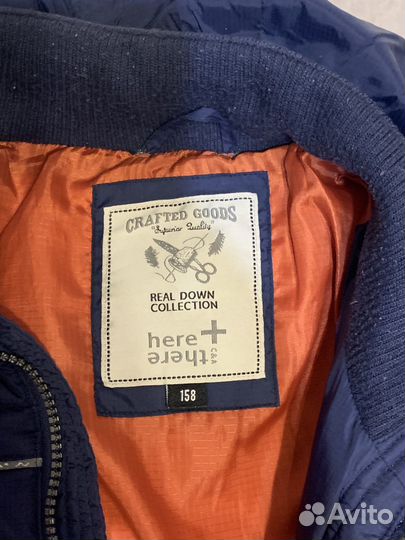 CRAFTED GOODS
"Superior Quality"
REAL DOWN
COLLECTION
here +
there
C&A
158
Avito